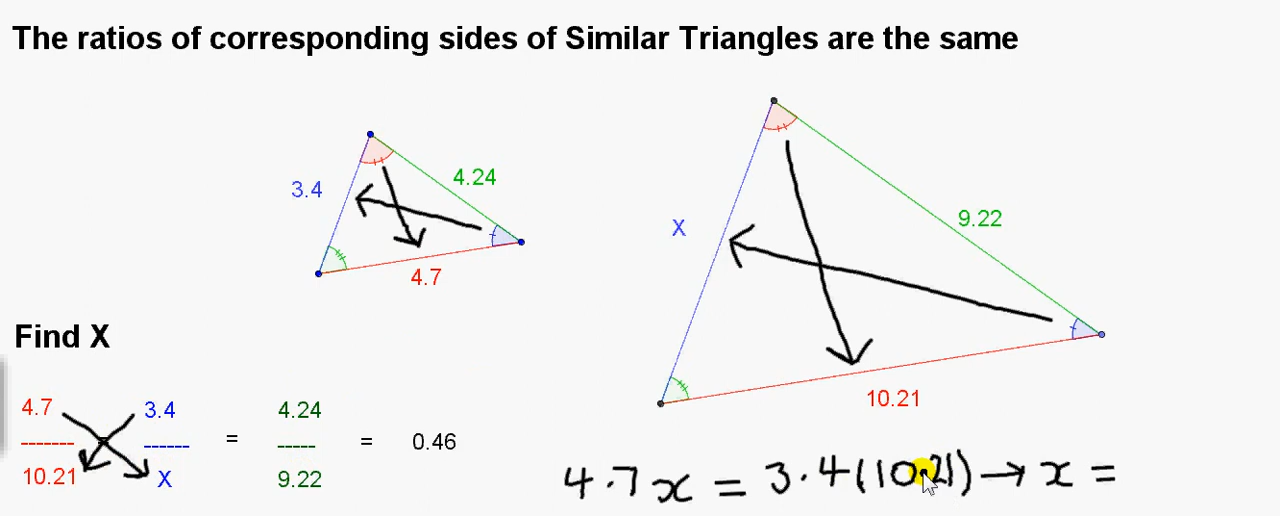 The ratios of corresponding sides of Similar Triangles are the same
3.4
4.24
4.7
X
9.22
10.21
Find X
4.7 3.4 4.24
------- = ------ = ----- = 0.46
10.21 X 9.22
4.7x = 3.4(10.21) → x =